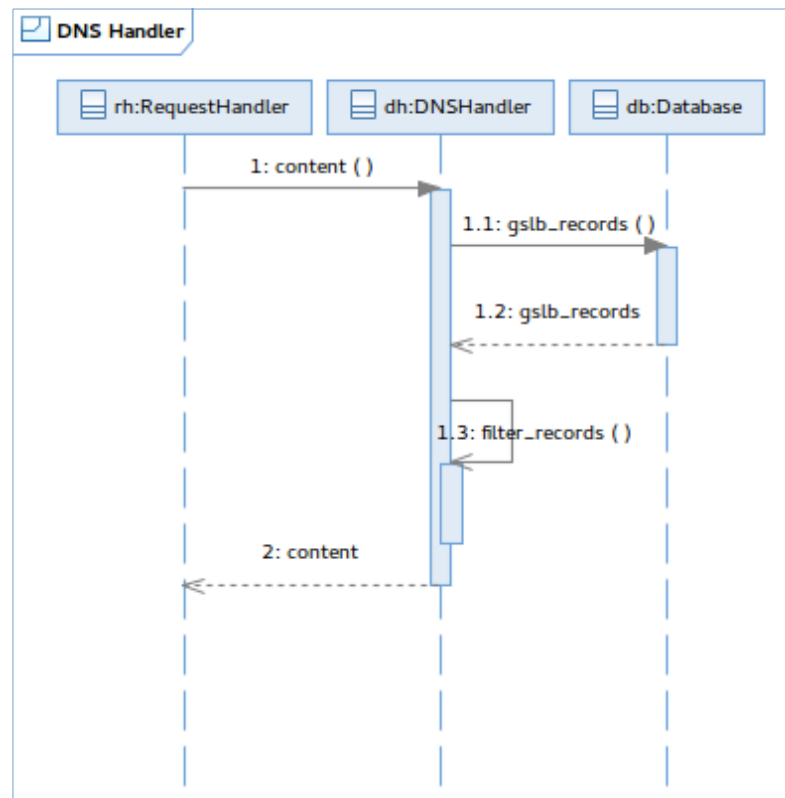 DNS Handler
rh:RequestHandler
dh:DNSHandler
db:Database
1: content ( )
1.1: gslb_records ( )
1.2: gslb_records
1.3: filter_records ( )
2: content